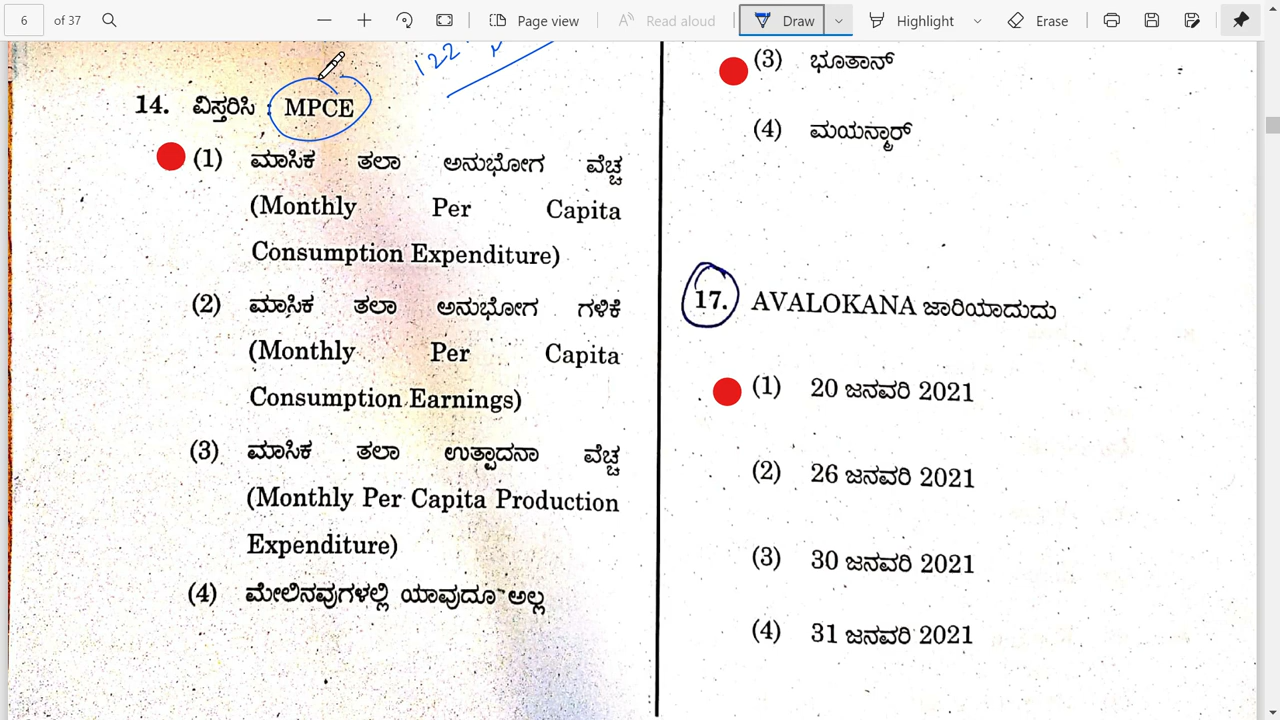 6 of 37 Page view Read aloud Draw Highlight Erase
122
14. ವಿಸ್ತರಿಸಿ : MPCE
(1) ಮಾಸಿಕ ತಲಾ ಅನುಭೋಗ ವೆಚ್ಚ
(Monthly Per Capita
Consumption Expenditure)
(2) ಮಾಸಿಕ ತಲಾ ಅನುಭೋಗ ಗಳಿಕೆ
(Monthly Per Capita
Consumption Earnings)
(3) ಮಾಸಿಕ ತಲಾ ಉತ್ಪಾದನಾ ವೆಚ್ಚ
(Monthly Per Capita Production
Expenditure)
(4) ಮೇಲಿನವುಗಳಲ್ಲಿ ಯಾವುದೂ ಅಲ್ಲ
(3) ಭೂತಾನ್
(4) ಮಯನ್ಮಾರ್
17. AVALOKANA ಜಾರಿಯಾದುದು
(1) 20 ಜನವರಿ 2021
(2) 26 ಜನವರಿ 2021
(3) 30 ಜನವರಿ 2021
(4) 31 ಜನವರಿ 2021